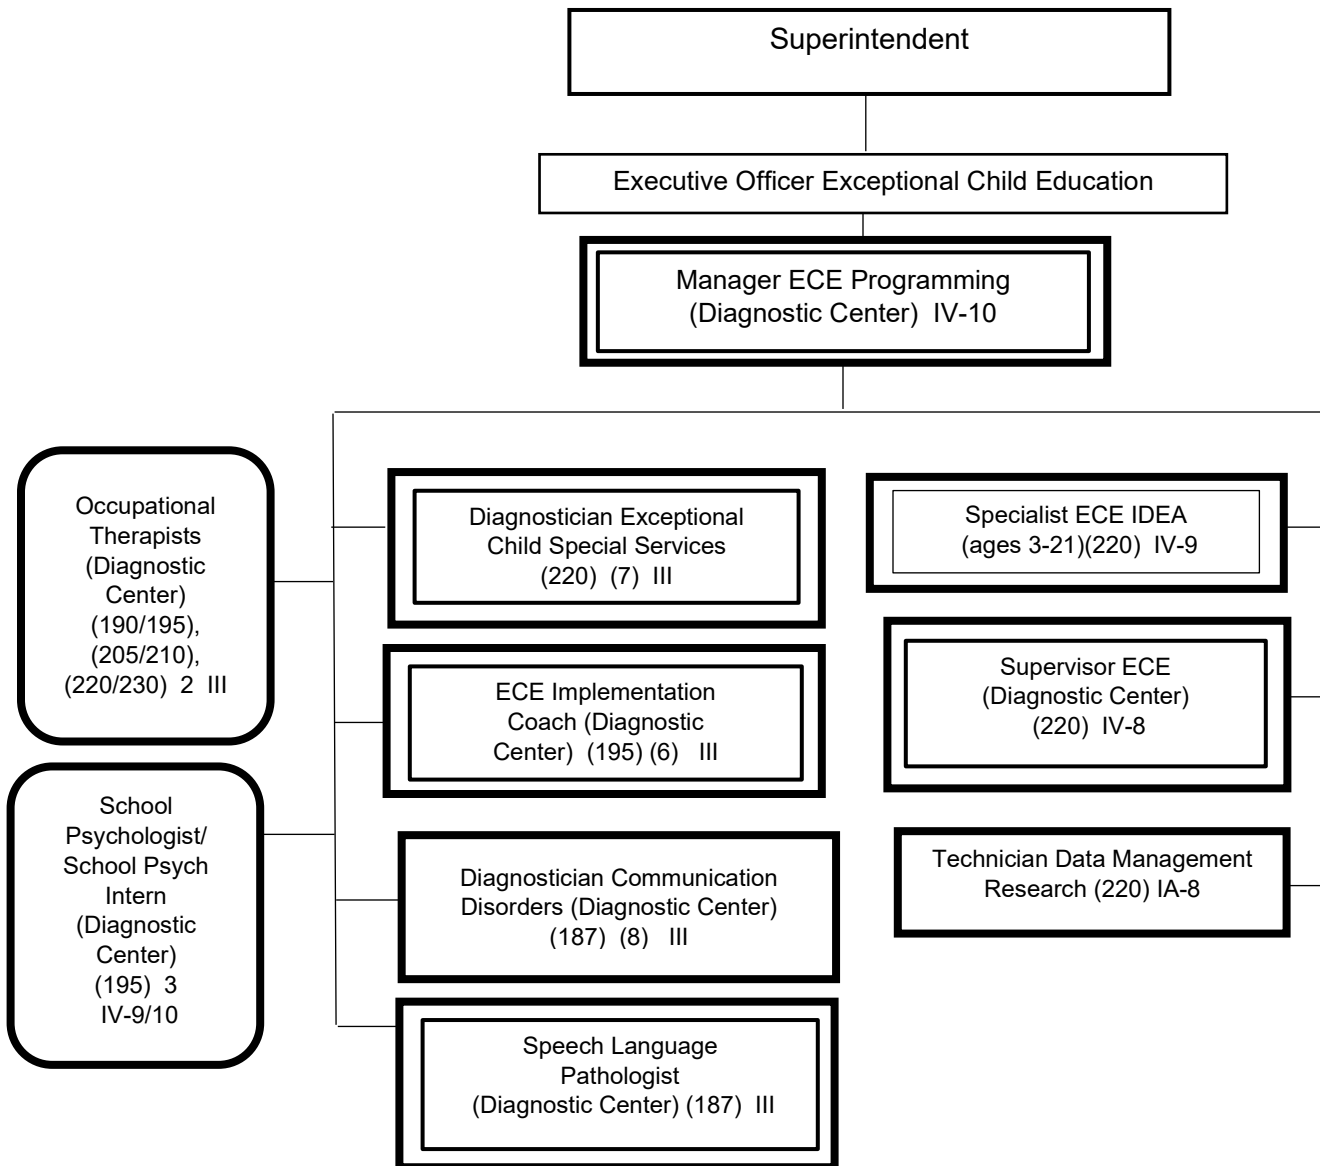 Superintendent
Executive Officer Exceptional Child Education
Manager ECE Programming
(Diagnostic Center)  IV-10
Occupational
Therapists
(Diagnostic
Center)
(190/195),
(205/210),
(220/230)  2  III
School
Psychologist/
School Psych
Intern
(Diagnostic
Center)
(195)  3
IV-9/10
Diagnostician Exceptional
Child Special Services
(220)  (7)  III
ECE Implementation
Coach (Diagnostic
Center)  (195) (6)   III
Diagnostician Communication
Disorders (Diagnostic Center)
(187)  (8)   III
Speech Language
Pathologist
(Diagnostic Center) (187)  III
Specialist ECE IDEA
(ages 3-21)(220)  IV-9
Supervisor ECE
(Diagnostic Center)
(220)  IV-8
Technician Data Management
Research (220) IA-8